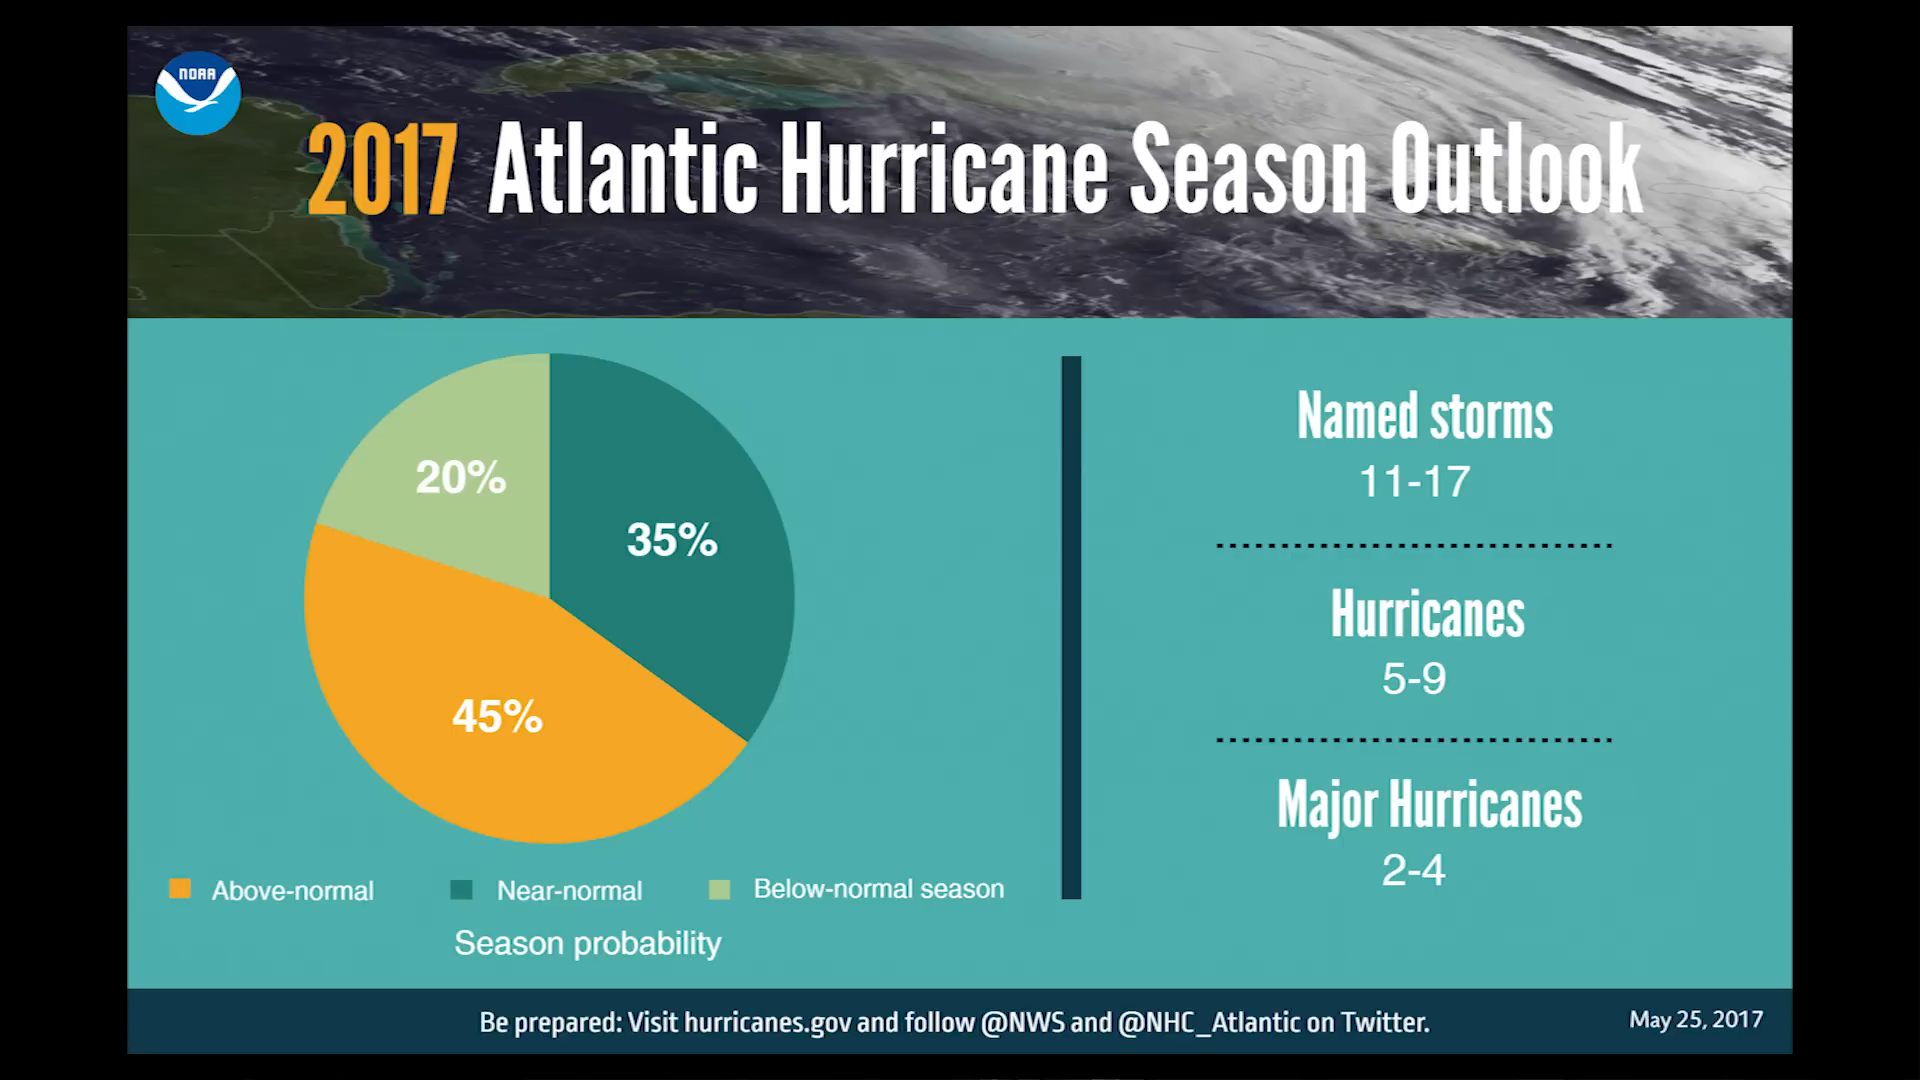 NOAA
2017 Atlantic Hurricane Season Outlook
20%
35%
45%
Above-normal
Near-normal
Below-normal season
Season probability
Named storms
11-17
Hurricanes
5-9
Major Hurricanes
2-4
Be prepared: Visit hurricanes.gov and follow @NWS and @NHC_Atlantic on Twitter.
May 25, 2017